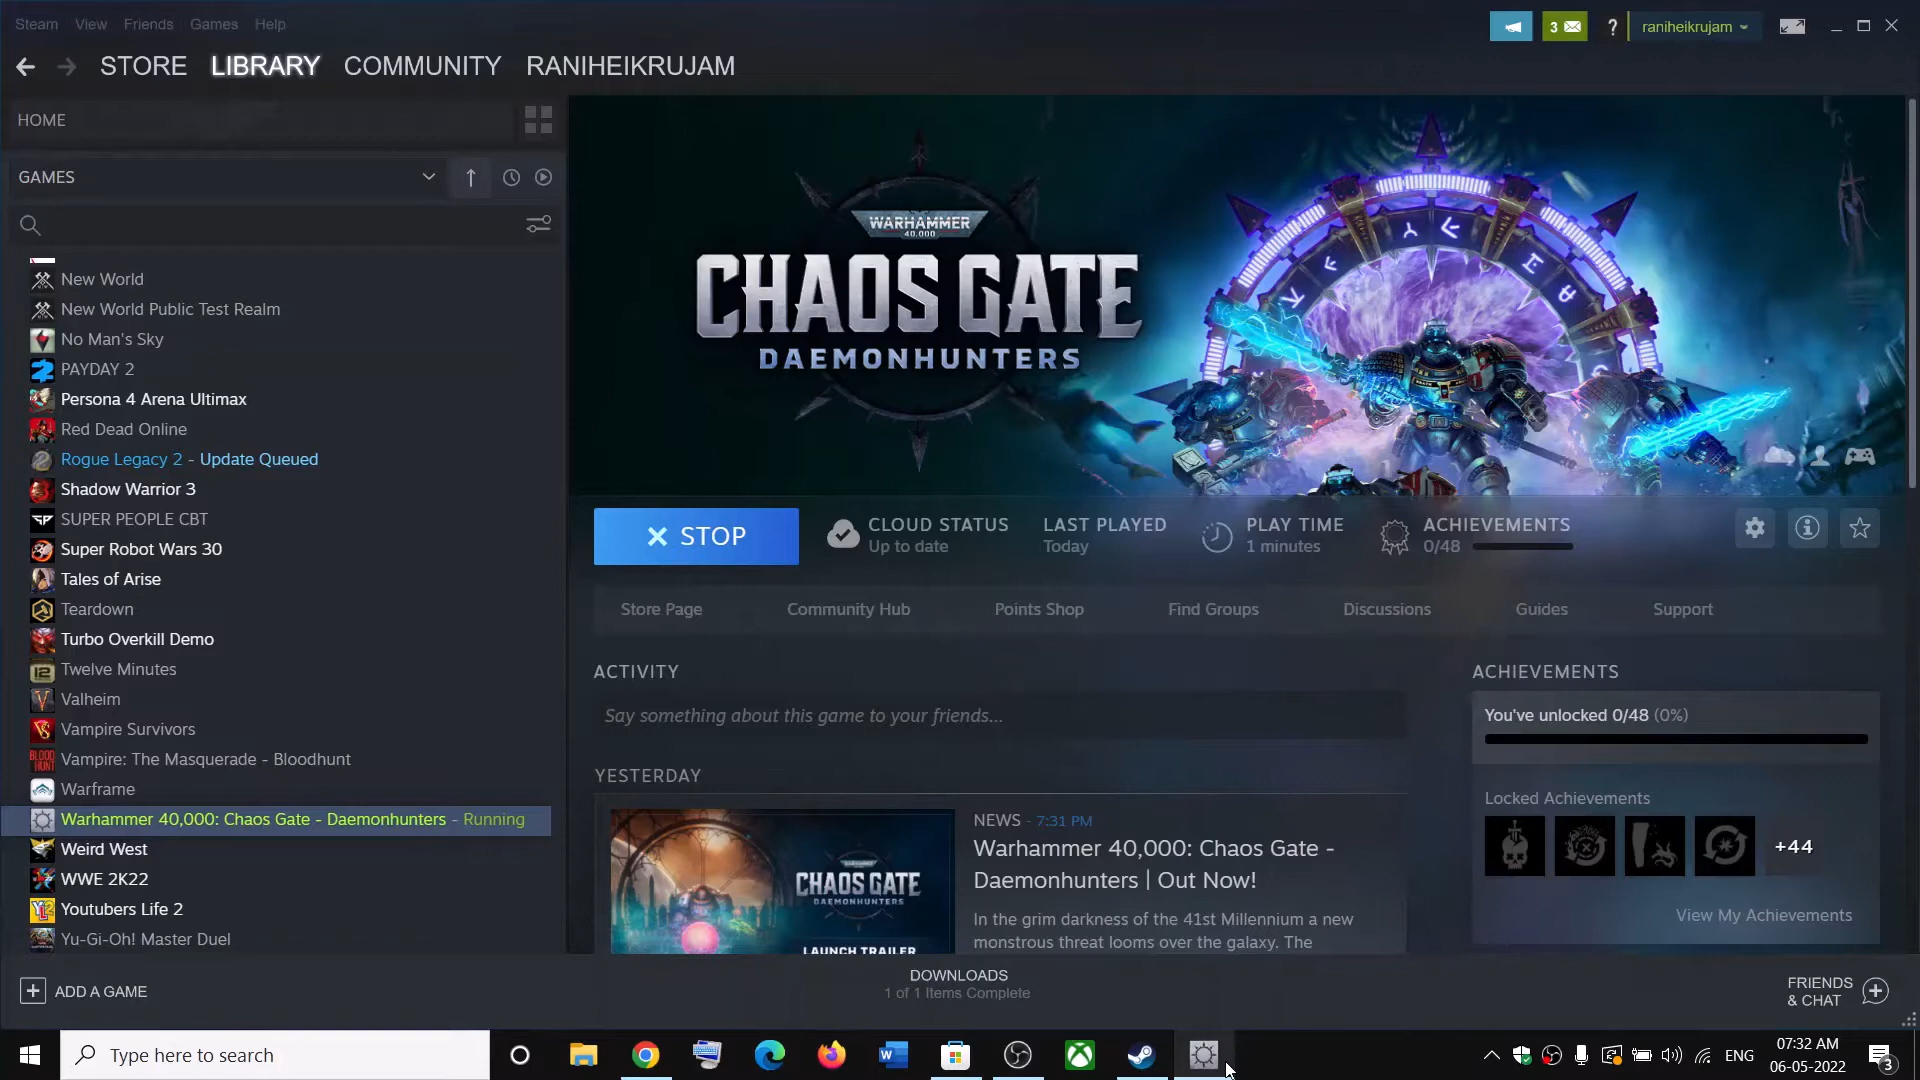 Steam View Friends Games Help
3
?
raniheikrujam
STORE LIBRARY COMMUNITY RANIHEIKRUJAM
HOME
GAMES
New World
New World Public Test Realm
No Man's Sky
PAYDAY 2
Persona 4 Arena Ultimax
Red Dead Online
Rogue Legacy 2 - Update Queued
Shadow Warrior 3
SUPER PEOPLE CBT
Super Robot Wars 30
Tales of Arise
Teardown
Turbo Overkill Demo
Twelve Minutes
Valheim
Vampire Survivors
Vampire: The Masquerade - Bloodhunt
Warframe
Warhammer 40,000: Chaos Gate - Daemonhunters - Running
Weird West
WWE 2K22
Youtubers Life 2
Yu-Gi-Oh! Master Duel
ADD A GAME
WARHAMMER
40,000
CHAOS GATE
DAEMONHUNTERS
STOP
CLOUD STATUS
Up to date
LAST PLAYED
Today
PLAY TIME
1 minutes
ACHIEVEMENTS
0/48
Store Page Community Hub Points Shop Find Groups Discussions Guides Support
ACTIVITY
Say something about this game to your friends...
YESTERDAY
CHAOS GATE
DAEMONHUNTERS
LAUNCH TRAILER
NEWS - 7:31 PM
Warhammer 40,000: Chaos Gate -
Daemonhunters | Out Now!
In the grim darkness of the 41st Millennium a new
monstrous threat looms over the galaxy. The
ACHIEVEMENTS
You've unlocked 0/48 (0%)
Locked Achievements
+44
View My Achievements
DOWNLOADS
1 of 1 Items Complete
FRIENDS
& CHAT
Type here to search
ENG
07:32 AM
06-05-2022
3